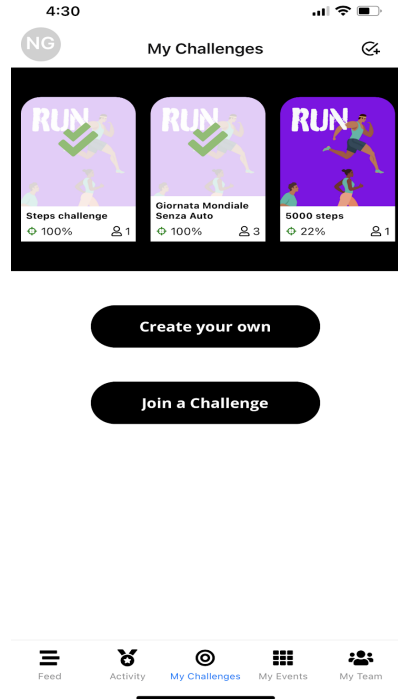 4:30
NG
My Challenges
RUN
RUN
RUN
Steps challenge
100%
1
Giornata Mondiale
Senza Auto
100%
3
5000 steps
22%
1
Create your own
Join a Challenge
Feed
Activity
My Challenges
My Events
My Team